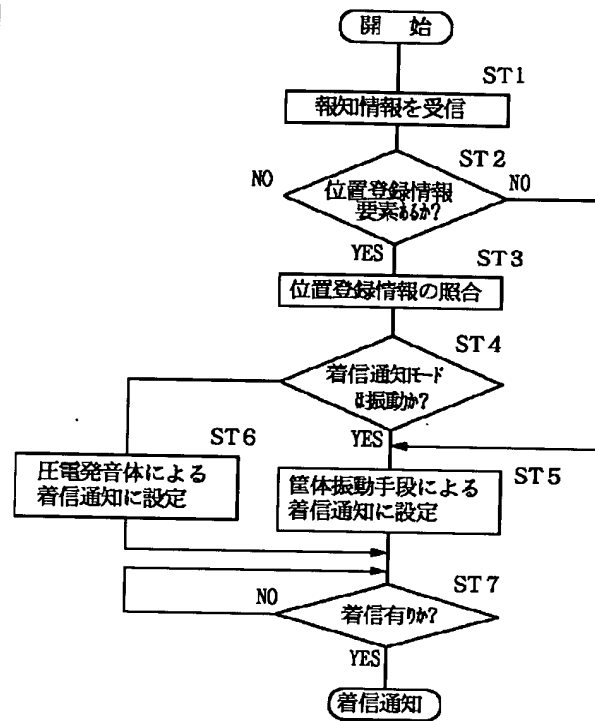 開 始
ST1
報知情報を受信
ST2
NO
位置登録情報
要素あるか?
NO
YES
ST3
位置登録情報の照合
ST4
着信通知モード
は振動か?
YES
ST6
圧電発音体による
着信通知に設定
ST5
筐体振動手段による
着信通知に設定
ST7
NO
着信有りか?
YES
着信通知